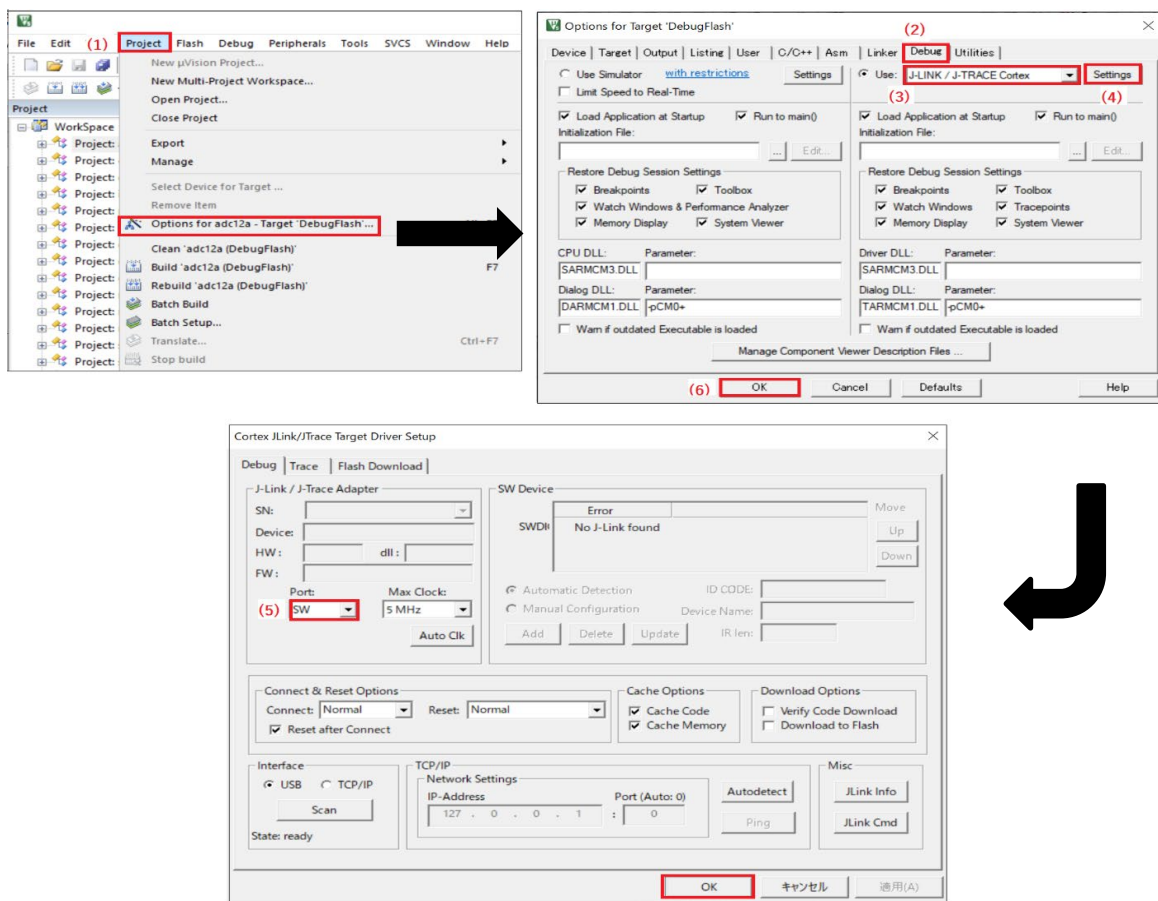 File Edit (1) Project Flash Debug Peripherals Tools SVCS Window Help
New µVision Project...
New Multi-Project Workspace...
Open Project...
Close Project
Export
Manage
Select Device for Target ...
Remove Item
Options for adc12a - Target 'DebugFlash'...
Clean 'adc12a (DebugFlash)'
Build 'adc12a (DebugFlash)' F7
Rebuild 'adc12a (DebugFlash)'
Batch Build
Batch Setup...
Translate... Ctrl+F7
Stop build
Project
WorkSpace
Project:
Project:
Project:
Project:
Project:
Project:
Project:
Project:
Project:
Project:
Project:
Project:
Project:
Project:
Options for Target 'DebugFlash'
(2)
Device Target Output Listing User C/C++ Asm Linker Debug Utilities
Use Simulator with restrictions Settings
Limit Speed to Real-Time
Use: J-LINK / J-TRACE Cortex Settings
(3) (4)
Load Application at Startup Run to main()
Initialization File:
... Edit...
Restore Debug Session Settings
Breakpoints Toolbox
Watch Windows & Performance Analyzer
Memory Display System Viewer
CPU DLL: Parameter:
SARMCM3.DLL
Dialog DLL: Parameter:
DARMCM1.DLL -pCM0+
Warn if outdated Executable is loaded
Load Application at Startup Run to main()
Initialization File:
... Edit...
Restore Debug Session Settings
Breakpoints Toolbox
Watch Windows Tracepoints
Memory Display System Viewer
Driver DLL: Parameter:
SARMCM3.DLL
Dialog DLL: Parameter:
TARMCM1.DLL -pCM0+
Warn if outdated Executable is loaded
Manage Component Viewer Description Files ...
(6) OK Cancel Defaults Help
Cortex JLink/JTrace Target Driver Setup
Debug Trace Flash Download
J-Link / J-Trace Adapter
SN:
Device:
HW : dll :
FW :
Port: Max Clock:
(5) SW 5 MHz
Auto Clk
SW Device
Error
SWDI No J-Link found
Move
Up
Down
Automatic Detection ID CODE:
Manual Configuration Device Name:
Add Delete Update IR len:
Connect & Reset Options
Connect: Normal Reset: Normal
Reset after Connect
Cache Options
Cache Code
Cache Memory
Download Options
Verify Code Download
Download to Flash
Interface
USB TCP/IP
Scan
State: ready
TCP/IP
Network Settings
IP-Address Port (Auto: 0)
127 . 0 . 0 . 1 : 0
Autodetect
Ping
Misc
JLink Info
JLink Cmd
OK キャンセル 適用(A)